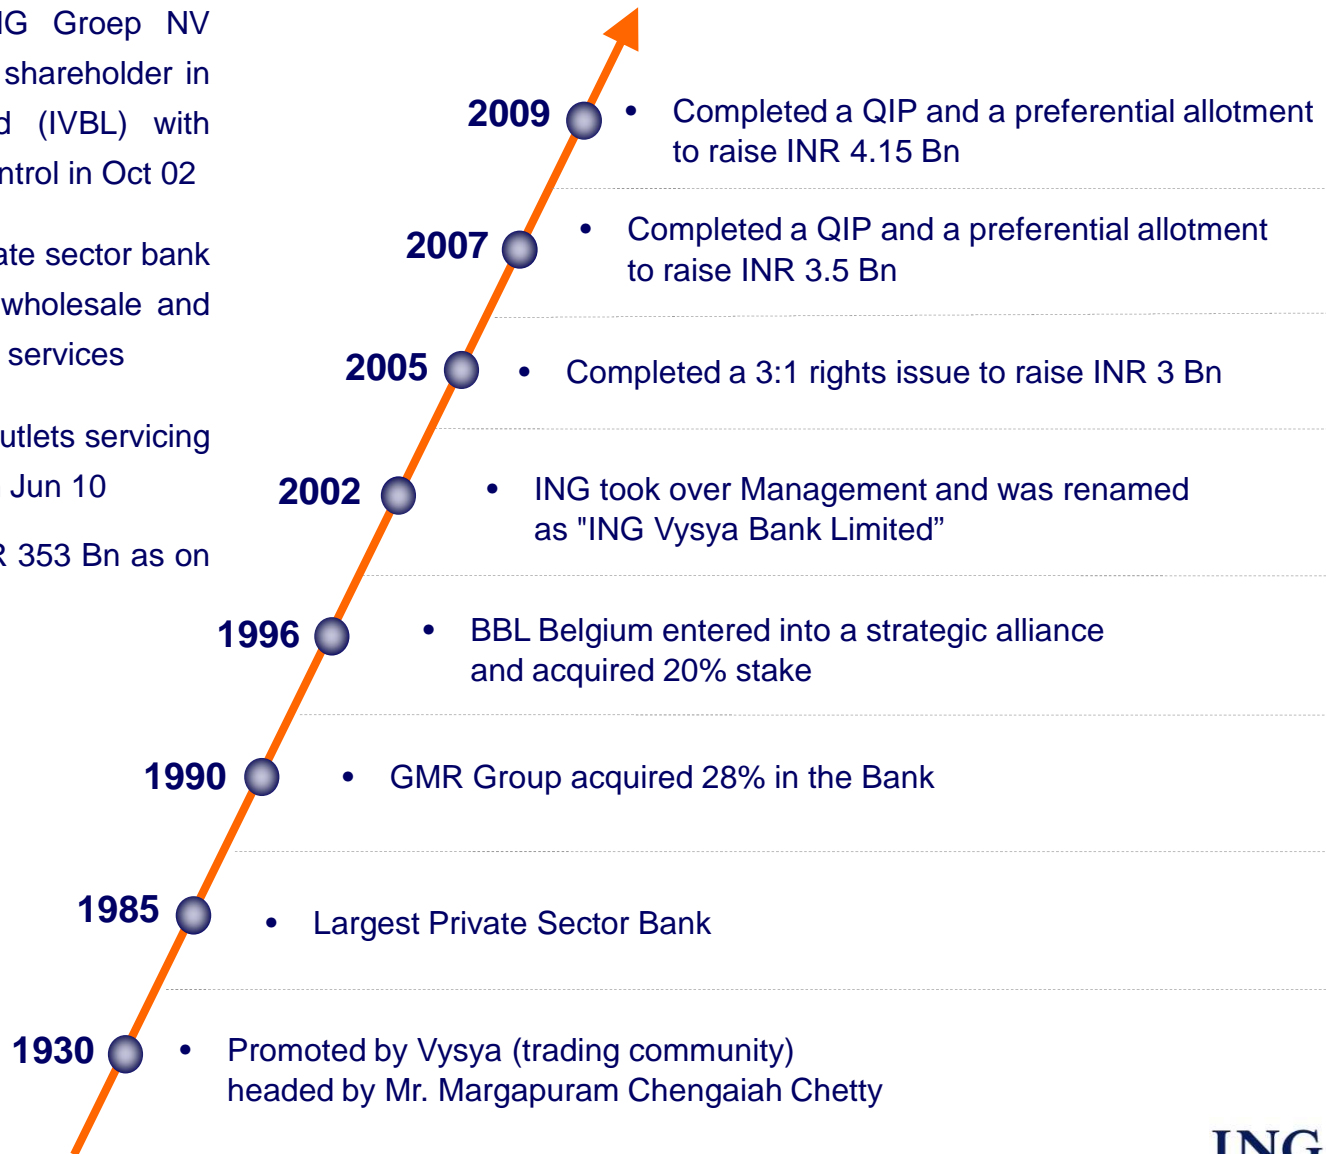 NG Groep NV
shareholder in
(IVBL) with
ntrol in Oct 02
ate sector bank
wholesale and
services
utlets servicing
Jun 10
R 353 Bn as on
2009
• Completed a QIP and a preferential allotment
to raise INR 4.15 Bn
2007
• Completed a QIP and a preferential allotment
to raise INR 3.5 Bn
2005
• Completed a 3:1 rights issue to raise INR 3 Bn
2002
• ING took over Management and was renamed
as "ING Vysya Bank Limited”
1996
• BBL Belgium entered into a strategic alliance
and acquired 20% stake
1990
• GMR Group acquired 28% in the Bank
1985
• Largest Private Sector Bank
1930
• Promoted by Vysya (trading community)
headed by Mr. Margapuram Chengaiah Chetty
ING